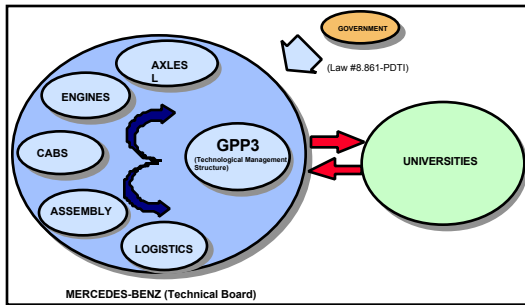 GOVERNMENT
(Law #8.861-PDTI)
AXLES
L
ENGINES
CABS
ASSEMBLY
LOGISTICS
GPP3
(Technological Management
Structure)
UNIVERSITIES
MERCEDES-BENZ (Technical Board)